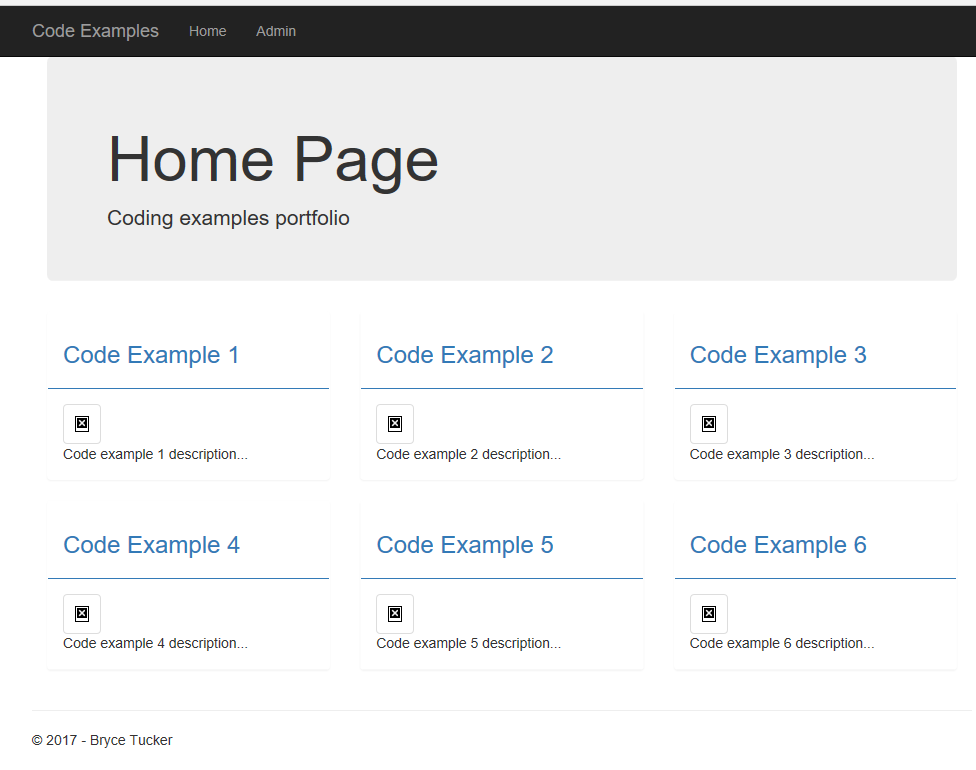 Code Examples Home Admin
Home Page
Coding examples portfolio
Code Example 1 Code Example 2 Code Example 3
Code example 1 description... Code example 2 description... Code example 3 description...
Code Example 4 Code Example 5 Code Example 6
Code example 4 description... Code example 5 description... Code example 6 description...
© 2017 - Bryce Tucker